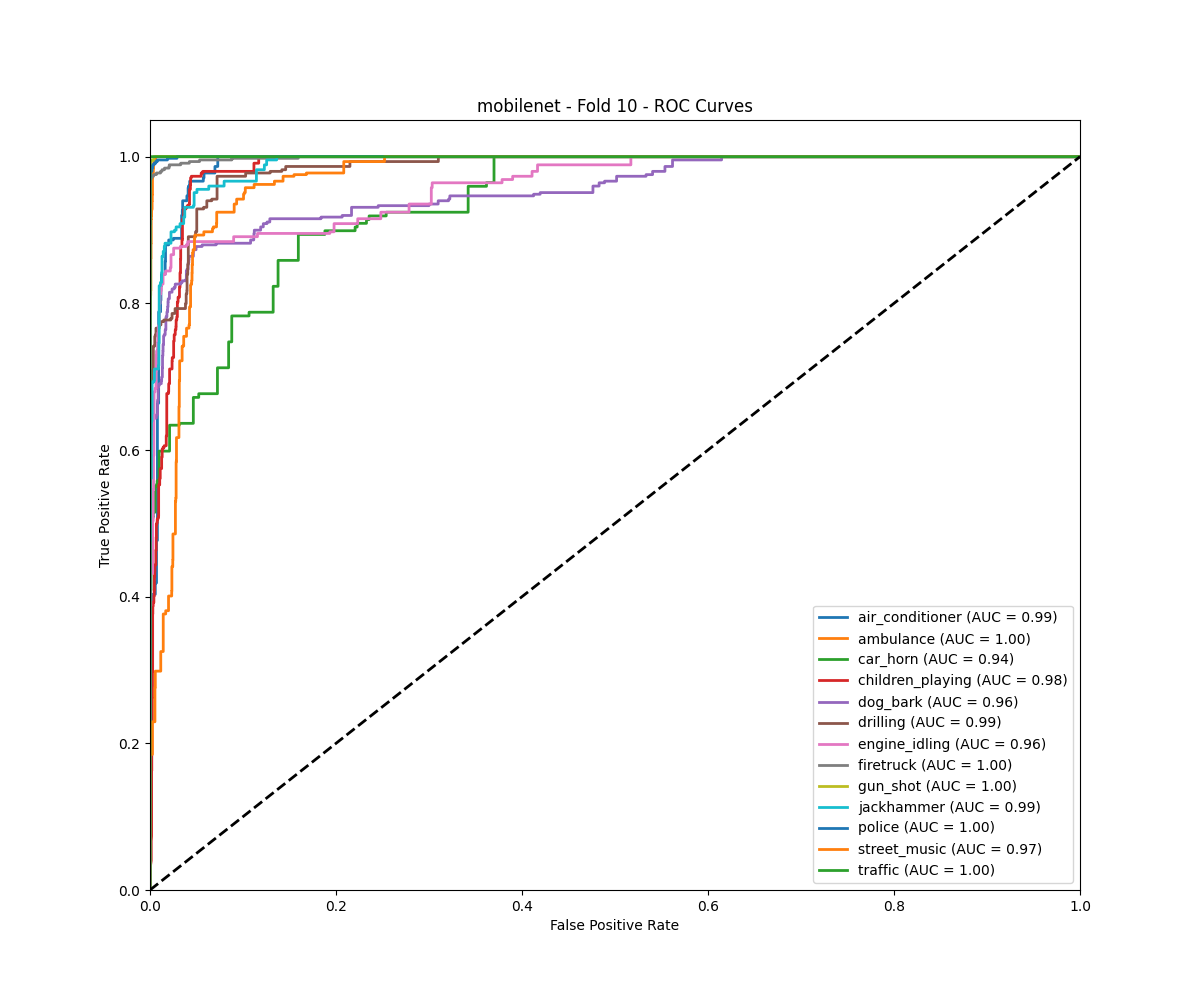 mobilenet - Fold 10 - ROC Curves
1.0
0.8
0.6
0.4
0.2
0.0
True Positive Rate
0.0 0.2 0.4 0.6 0.8 1.0
False Positive Rate
air_conditioner (AUC = 0.99)
ambulance (AUC = 1.00)
car_horn (AUC = 0.94)
children_playing (AUC = 0.98)
dog_bark (AUC = 0.96)
drilling (AUC = 0.99)
engine_idling (AUC = 0.96)
firetruck (AUC = 1.00)
gun_shot (AUC = 1.00)
jackhammer (AUC = 0.99)
police (AUC = 1.00)
street_music (AUC = 0.97)
traffic (AUC = 1.00)